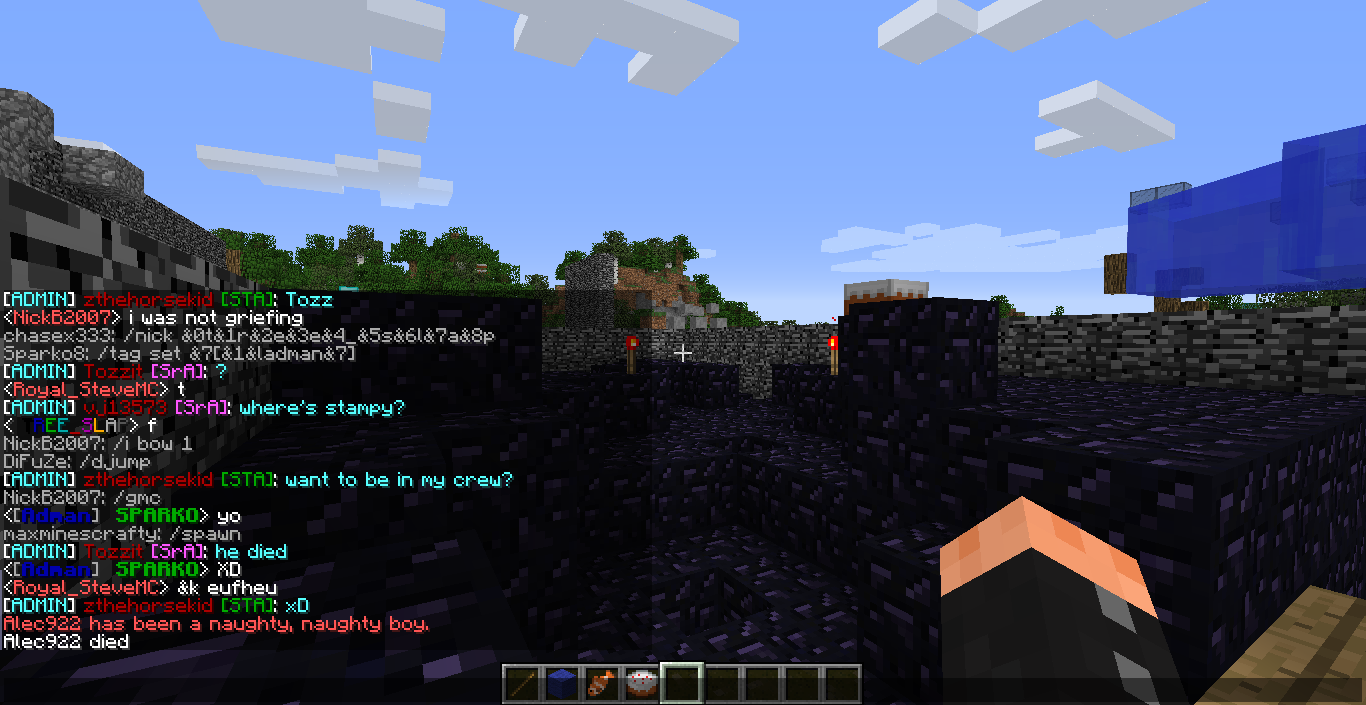 [ADMIN] zthehorsekid [STA]: Tozz
<NickB2007> i was not griefing
chasex333: /nick &0t&1r&2e&3e&4_&5s&6l&7a&8p
Sparko8: /tag set &7[&1&ladman&7]
[ADMIN] Tozzit [SrA]: ?
<Royal_SteveMC> t
[ADMIN] vj13573 [SrA]: where's stampy?
<TREE_SLAP> f
NickB2007: /i bow 1
DiFuZe: /djump
[ADMIN] zthehorsekid [STA]: want to be in my crew?
NickB2007: /gmc
<[Adman] SPARKO> yo
maxminescrafty: /spawn
[ADMIN] Tozzit [SrA]: he died
<[Adman] SPARKO> XD
<Royal_SteveMC> &k eufheu
[ADMIN] zthehorsekid [STA]: xD
Alec922 has been a naughty, naughty boy.
Alec922 died